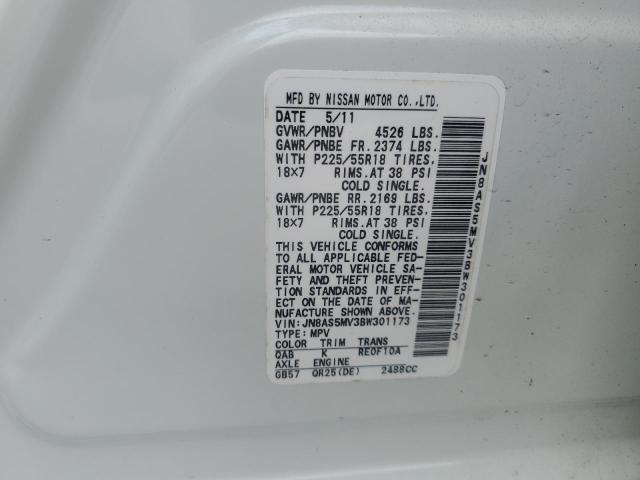 MFD BY NISSAN MOTOR CO.,LTD.
DATE 5/11
GVWR/PNBV 4526 LBS.
GAWR/PNBE FR. 2374 LBS.
WITH P225/55R18 TIRES,
18X7 RIMS.AT 38 PSI
COLD SINGLE.
GAWR/PNBE RR. 2169 LBS.
WITH P225/55R18 TIRES,
18X7 RIMS.AT 38 PSI
COLD SINGLE.
THIS VEHICLE CONFORMS
TO ALL APPLICABLE FED-
ERAL MOTOR VEHICLE SA-
FETY AND THEFT PREVEN-
TION STANDARDS IN EFF-
ECT ON THE DATE OF MA-
NUFACTURE SHOWN ABOVE.
VIN: JN8AS5MV3BW301173
TYPE: MPV
COLOR TRIM TRANS
QAB K RE0F10A
AXLE ENGINE
GB57 QR25(DE) 2488CC
JN8AS5MV3BW301173